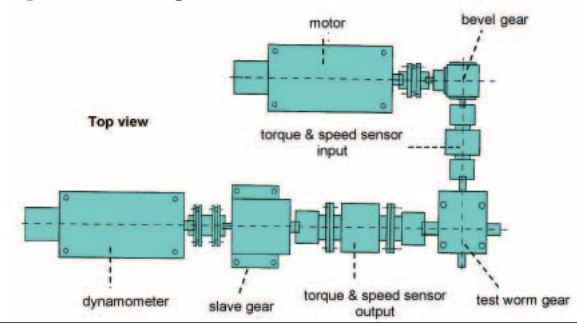 motor
bevel gear
Top view
torque & speed sensor
input
dynamometer
slave gear
torque & speed sensor
output
test worm gear